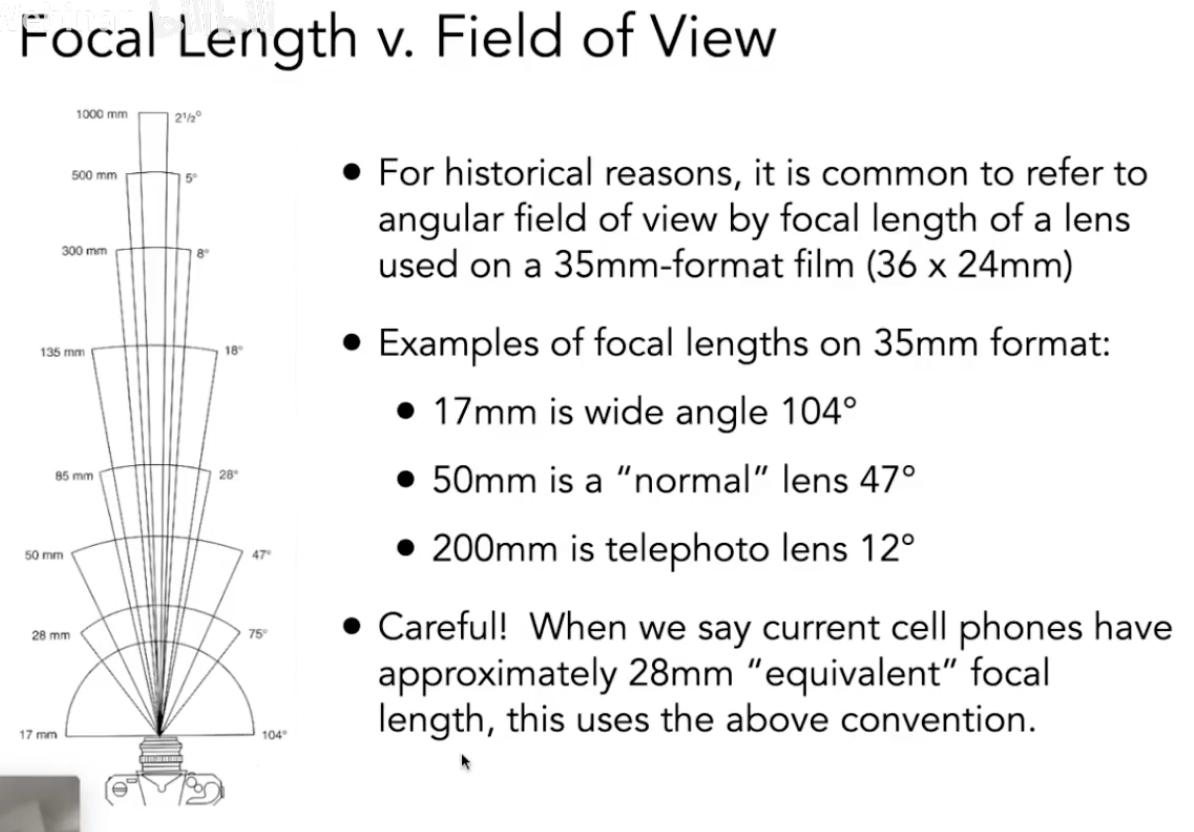 Focal Length v. Field of View
1000 mm
2½°
500 mm
5°
300 mm
8°
135 mm
18°
85 mm
28°
50 mm
47°
28 mm
75°
17 mm
104°
• For historical reasons, it is common to refer to
angular field of view by focal length of a lens
used on a 35mm-format film (36 x 24mm)
• Examples of focal lengths on 35mm format:
• 17mm is wide angle 104°
• 50mm is a “normal” lens 47°
• 200mm is telephoto lens 12°
• Careful! When we say current cell phones have
approximately 28mm “equivalent” focal
length, this uses the above convention.